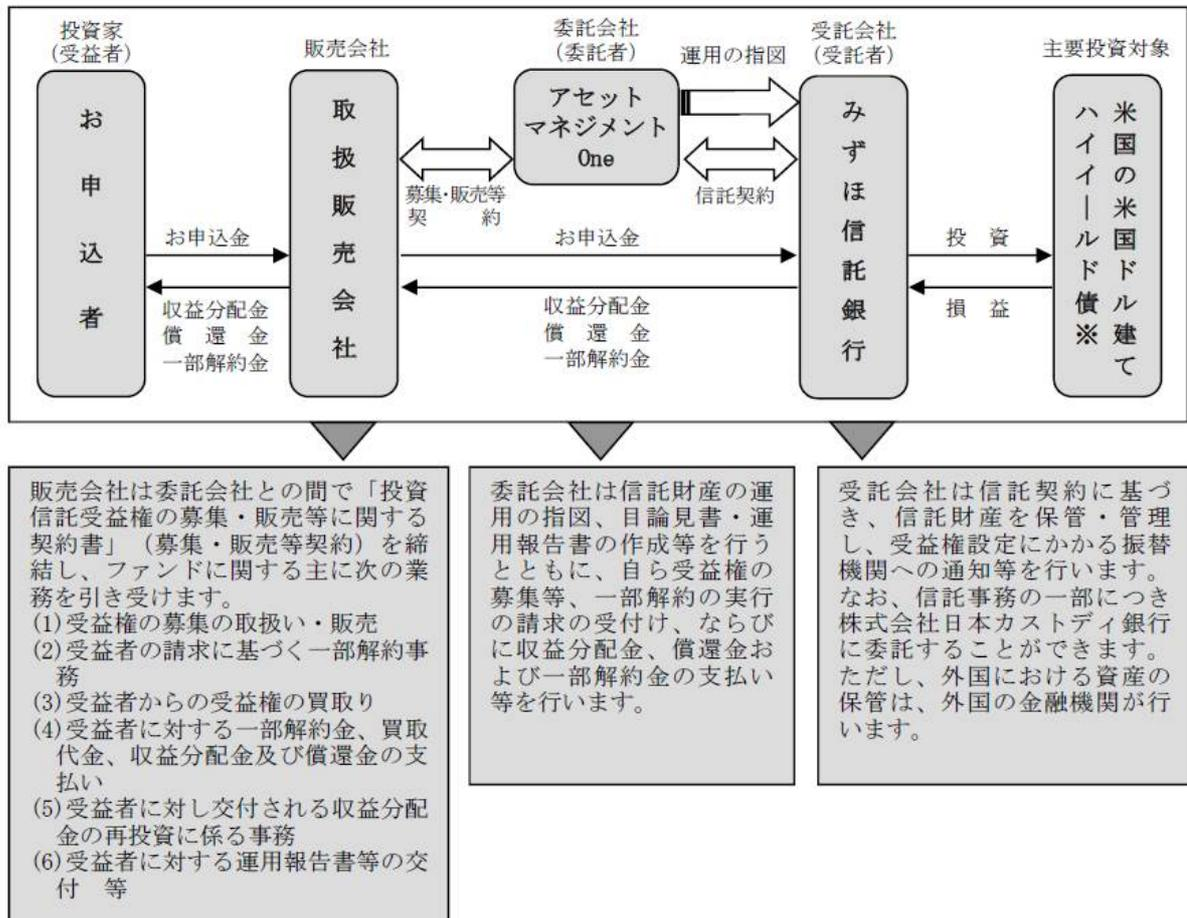 投資家
(受益者)
販売会社
委託会社
(委託者)
運用の指図
受託会社
(受託者)
主要投資対象
お申込者
取扱販売会社
アセット
マネジメント
One
みずほ信託銀行
米国の米国ドル建て
ハイイールド債※
募集・販売等
契 約
信託契約
お申込金
収益分配金
償 還 金
一部解約金
お申込金
収益分配金
償 還 金
一部解約金
投 資
損 益
販売会社は委託会社との間で「投資
信託受益権の募集・販売等に関する
契約書」（募集・販売等契約）を締
結し、ファンドに関する主に次の業
務を引き受けます。
(1)受益権の募集の取扱い・販売
(2)受益者の請求に基づく一部解約事
務
(3)受益者からの受益権の買取り
(4)受益者に対する一部解約金、買取
代金、収益分配金及び償還金の支
払い
(5)受益者に対し交付される収益分配
金の再投資に係る事務
(6)受益者に対する運用報告書等の交
付 等
委託会社は信託財産の運
用の指図、目論見書・運
用報告書の作成等を行う
とともに、自ら受益権の
募集等、一部解約の実行
の請求の受付け、ならび
に収益分配金、償還金お
よび一部解約金の支払い
等を行います。
受託会社は信託契約に基づ
き、信託財産を保管・管理
し、受益権設定にかかる振替
機関への通知等を行います。
なお、信託事務の一部につき
株式会社日本カストディ銀行
に委託することができます。
ただし、外国における資産の
保管は、外国の金融機関が行
います。